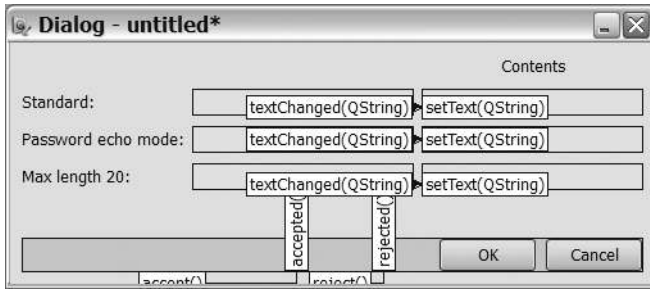 Dialog - untitled*
Contents
Standard: textChanged(QString) setText(QString)
Password echo mode: textChanged(QString) setText(QString)
Max length 20: textChanged(QString) setText(QString)
accepted()
rejected()
OK Cancel
accept() reject()